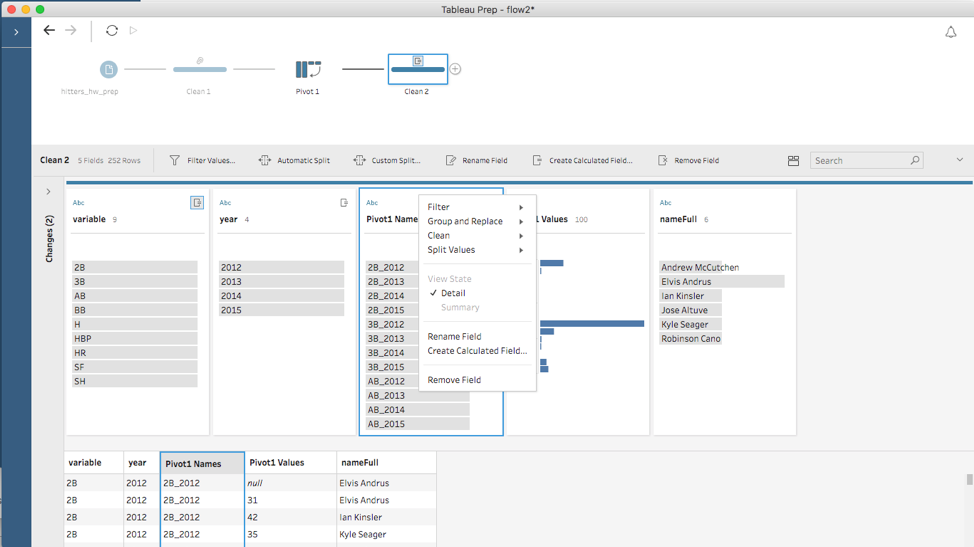 Tableau Prep - flow2*
hitters_hw_prep
Clean 1
Pivot 1
Clean 2
Clean 2 5 Fields 252 Rows Filter Values... Automatic Split Custom Split... Rename Field Create Calculated Field... Remove Field Search
Changes (2)
Abc
variable 9
2B
3B
AB
BB
H
HBP
HR
SF
SH
Abc
year 4
2012
2013
2014
2015
Abc
Pivot1 Name
2B_2012
2B_2013
2B_2014
2B_2015
3B_2012
3B_2013
3B_2014
3B_2015
AB_2012
AB_2013
AB_2014
AB_2015
Filter
Group and Replace
Clean
Split Values
View State
Detail
Summary
Rename Field
Create Calculated Field...
Remove Field
1 Values 100
Abc
nameFull 6
Andrew McCutchen
Elvis Andrus
Ian Kinsler
Jose Altuve
Kyle Seager
Robinson Cano
variable year Pivot1 Names Pivot1 Values nameFull
2B 2012 2B_2012 null Elvis Andrus
2B 2012 2B_2012 31 Elvis Andrus
2B 2012 2B_2012 42 Ian Kinsler
2B 2012 2B_2012 35 Kyle Seager